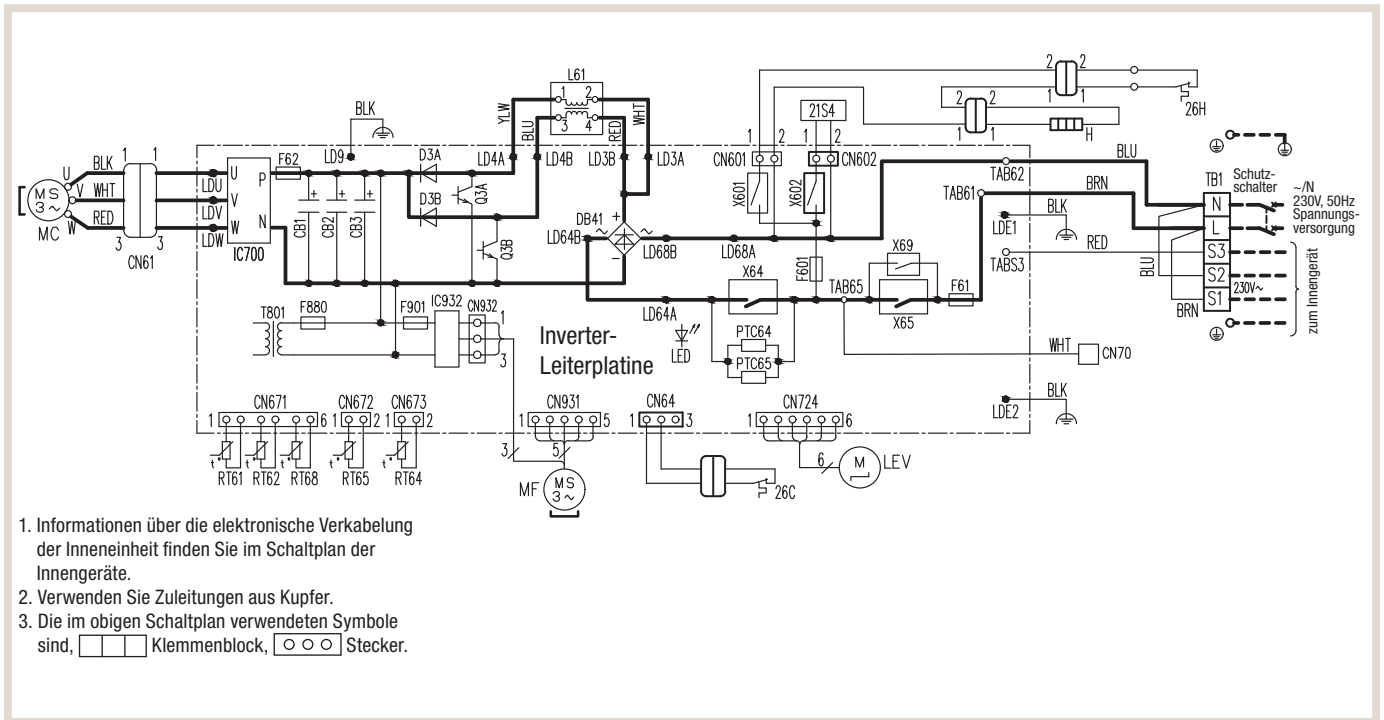 L61
1 2
3 4
YLW
BLU
RED
WHT
21S4
2 2
1 1
26H
2 2
1 1
H
1 2
1 2
CN601
CN602
X601
X602
BLK
LD9
F62
D3A
D3B
LD4A
LD4B
LD3B
LD3A
Q3A
Q3B
U
V
W
BLK
WHT
RED
MS
3~
MC
1 1
3 3
CN61
LDU
LDV
LDW
U
V
W
P
N
IC700
CB1
CB2
CB3
+
+
+
DB41
+
-
~
~
LD64B
LD68B
LD68A
BLU
TAB62
TAB61
BRN
TB1
Schutz-
schalter
N
L
S3
S2
S1
~/N
230V, 50Hz
Spannungs-
versorgung
LDE1
BLK
TABS3
RED
BLU
BRN
230V~
zum Innengerät
F601
X64
X69
TAB65
X65
F61
LD64A
LED
PTC64
PTC65
T801
F880
F901
IC932
CN932
1
3
Inverter-
Leiterplatine
WHT
CN70
LDE2
BLK
CN671
1 6
CN672
1 2
CN673
1 2
CN931
1 5
CN64
1 3
CN724
1 6
t°
t°
t°
t°
t°
RT61
RT62
RT68
RT65
RT64
3
5
MF
MS
3~
26C
6
M
LEV
1. Informationen über die elektronische Verkabelung
der Inneneinheit finden Sie im Schaltplan der
Innengeräte.
2. Verwenden Sie Zuleitungen aus Kupfer.
3. Die im obigen Schaltplan verwendeten Symbole
sind, Klemmenblock, Stecker.